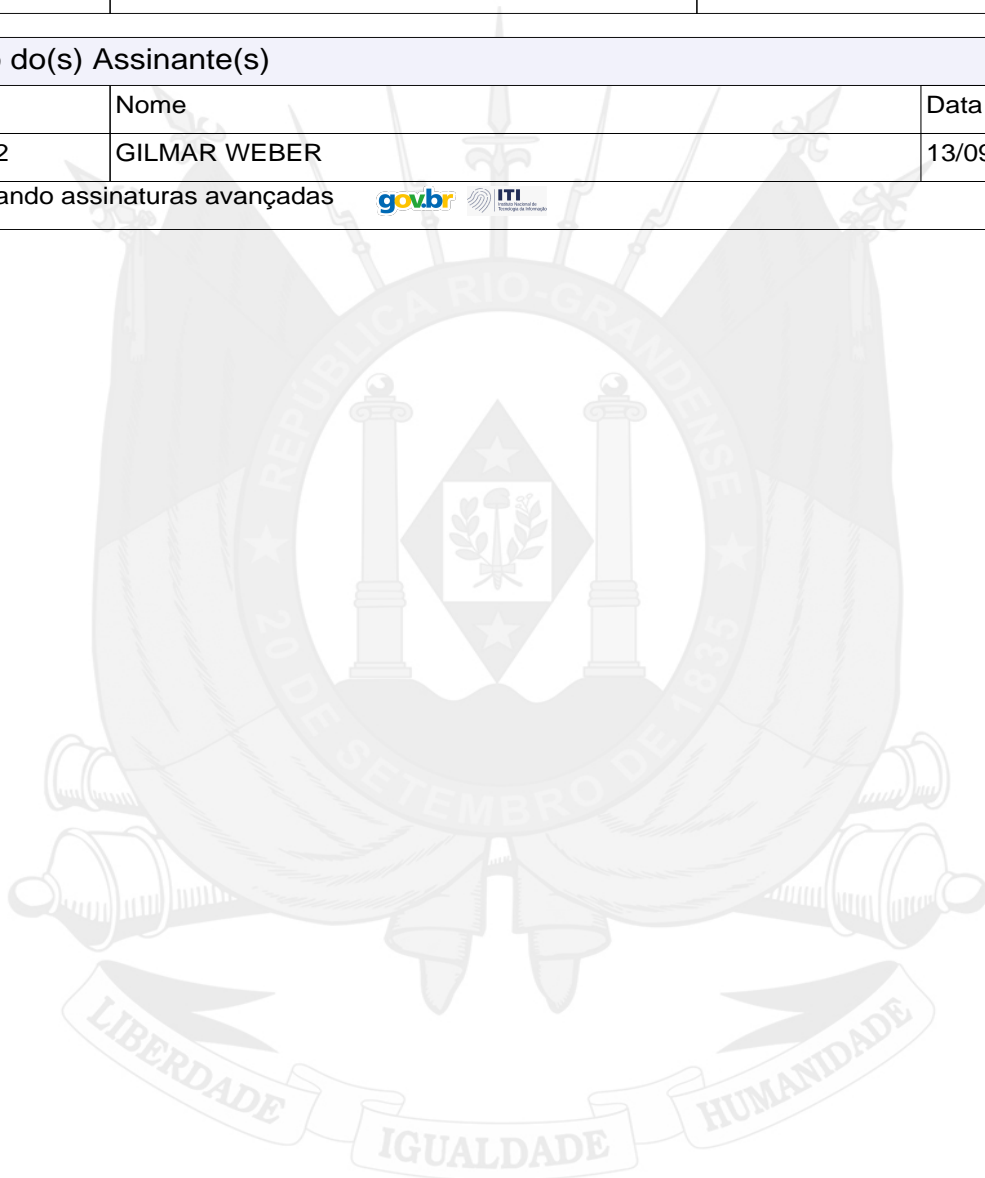 do(s) Assinante(s)
Nome Data
2 GILMAR WEBER 13/09
ando assinaturas avançadas gov.br ITI
REPÚBLICA RIO-GRANDENSE
20 DE SETEMBRO DE 1835
LIBERDADE IGUALDADE HUMANIDADE